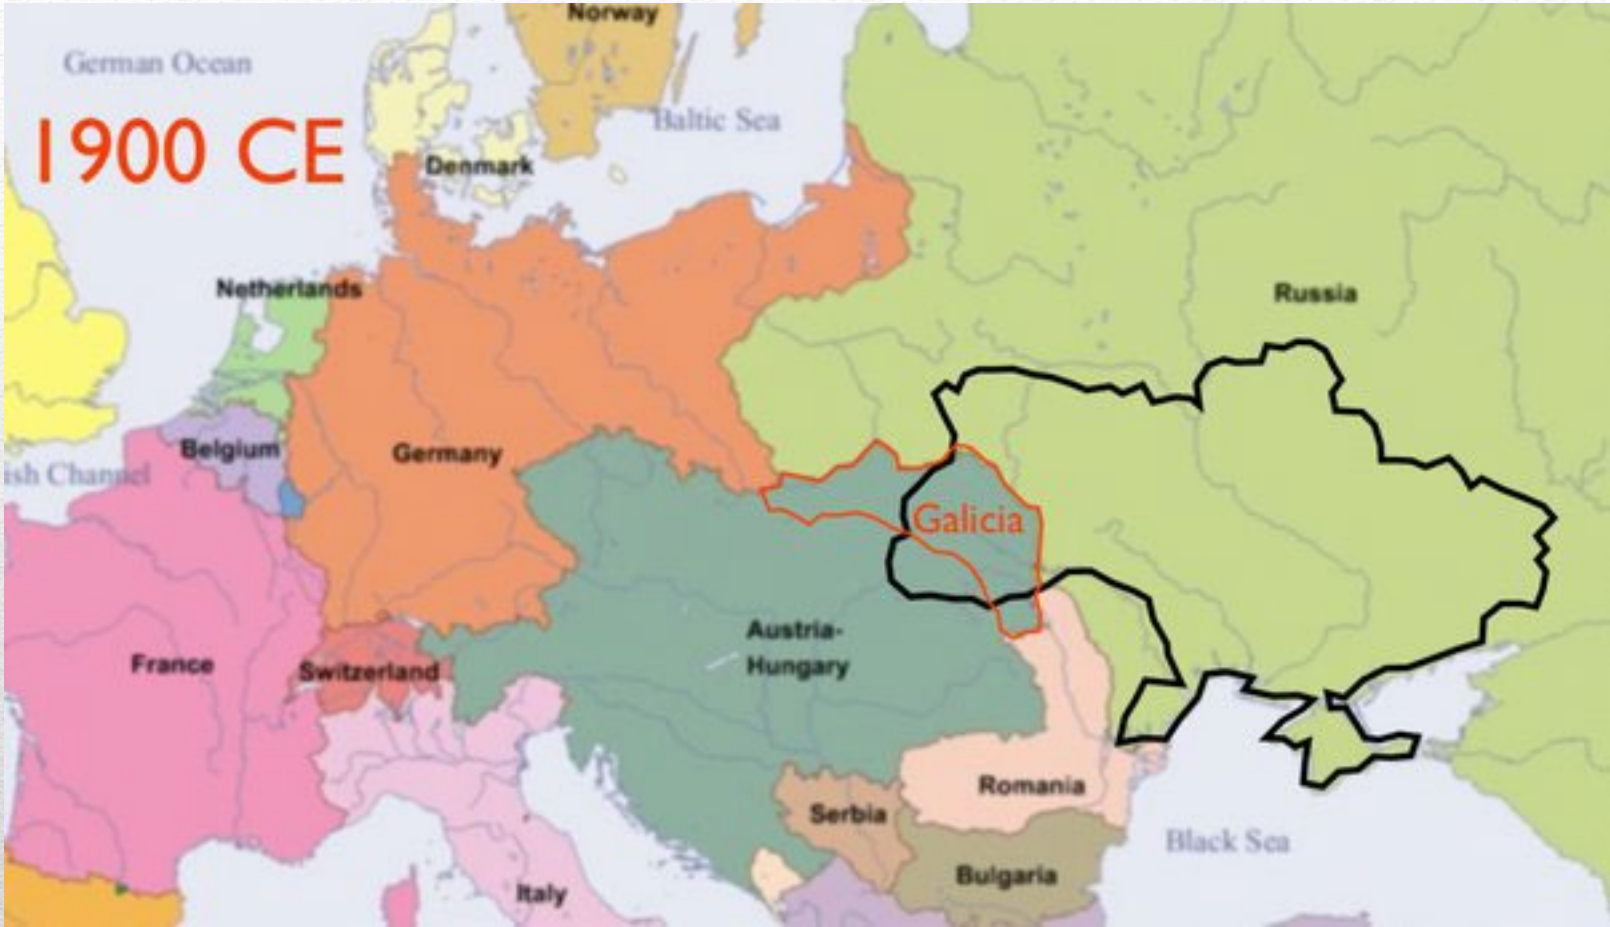 Norway
German Ocean
1900 CE
Baltic Sea
Denmark
Netherlands
Russia
Belgium
Germany
ish Channel
Galicia
Austria-
Hungary
France
Switzerland
Romania
Serbia
Black Sea
Bulgaria
Italy